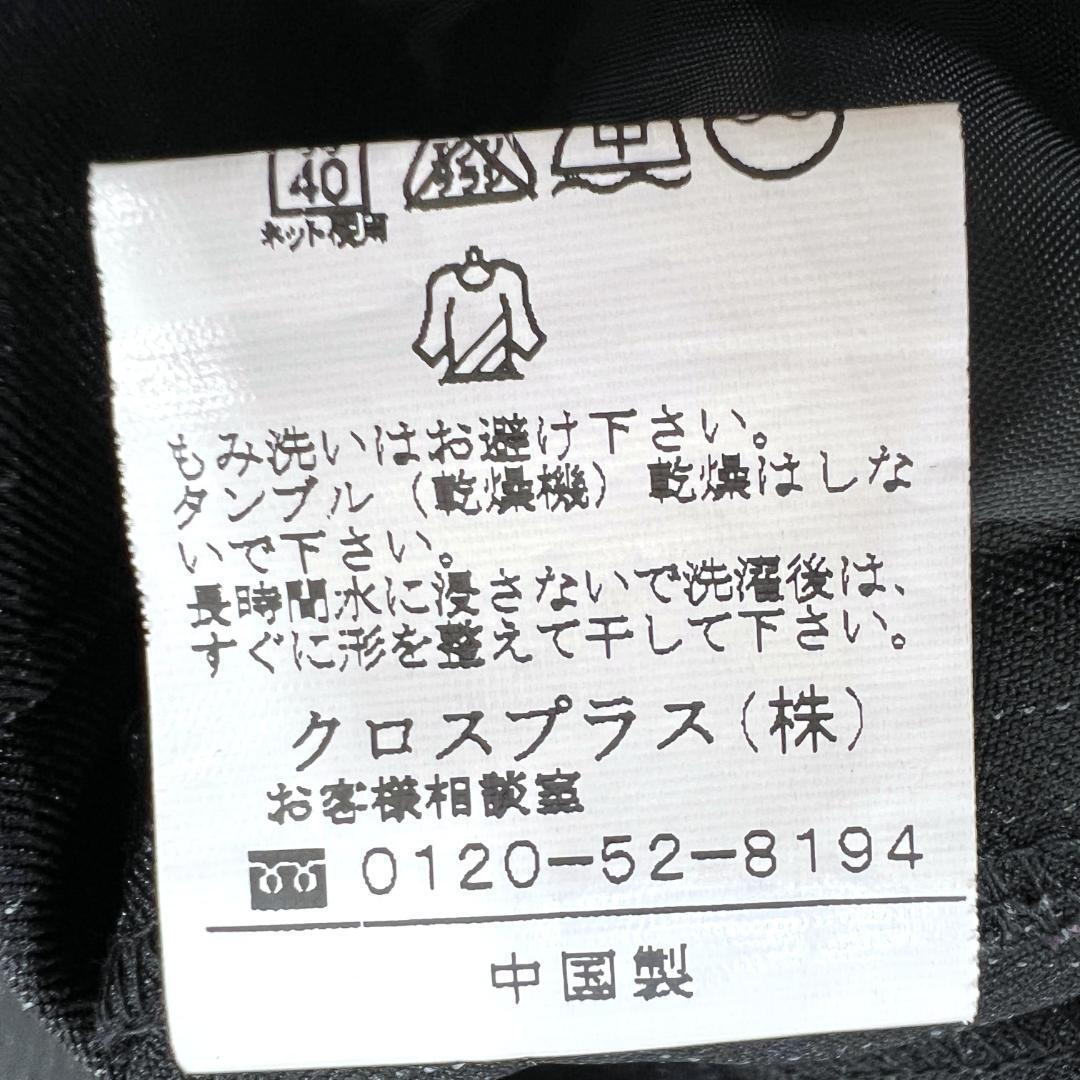 40
ネット使用
中
もみ洗いはお避け下さい。
タンブル（乾燥機）乾燥はしな
いで下さい。
長時間水に浸さないで洗濯後は、
すぐに形を整えて干して下さい。
クロスプラス(株)
お客様相談室
0120-52-8194
中国製